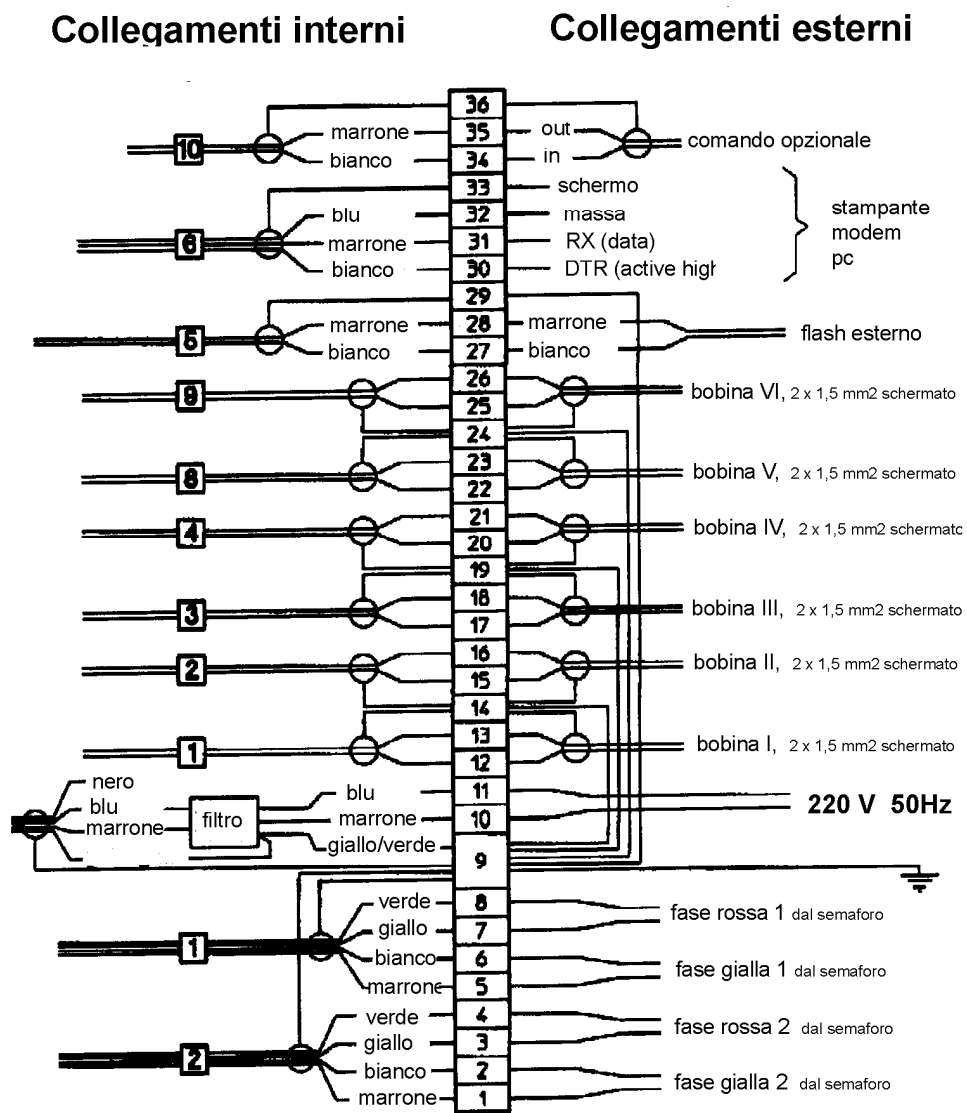 Collegamenti interni Collegamenti esterni
36
10 marrone 35 out comando opzionale
bianco 34 in
33 schermo
blu 32 massa stampante
6 marrone 31 RX (data) modem
bianco 30 DTR (active high pc
29
marrone 28 marrone
5 bianco 27 bianco flash esterno
9 26 bobina VI, 2 x 1,5 mm2 schermato
25
24
23
8 22 bobina V, 2 x 1,5 mm2 schermato
21
4 20 bobina IV, 2 x 1,5 mm2 schermato
19
18
3 17 bobina III, 2 x 1,5 mm2 schermato
16
2 15 bobina II, 2 x 1,5 mm2 schermato
14
13
1 12 bobina I, 2 x 1,5 mm2 schermato
nero
blu blu 11
marrone filtro marrone 10 220 V 50Hz
giallo/verde
9
verde 8
giallo 7 fase rossa 1 dal semaforo
1
bianco 6
marrone 5 fase gialla 1 dal semaforo
verde 4
giallo 3 fase rossa 2 dal semaforo
2
bianco 2
marrone 1 fase gialla 2 dal semaforo